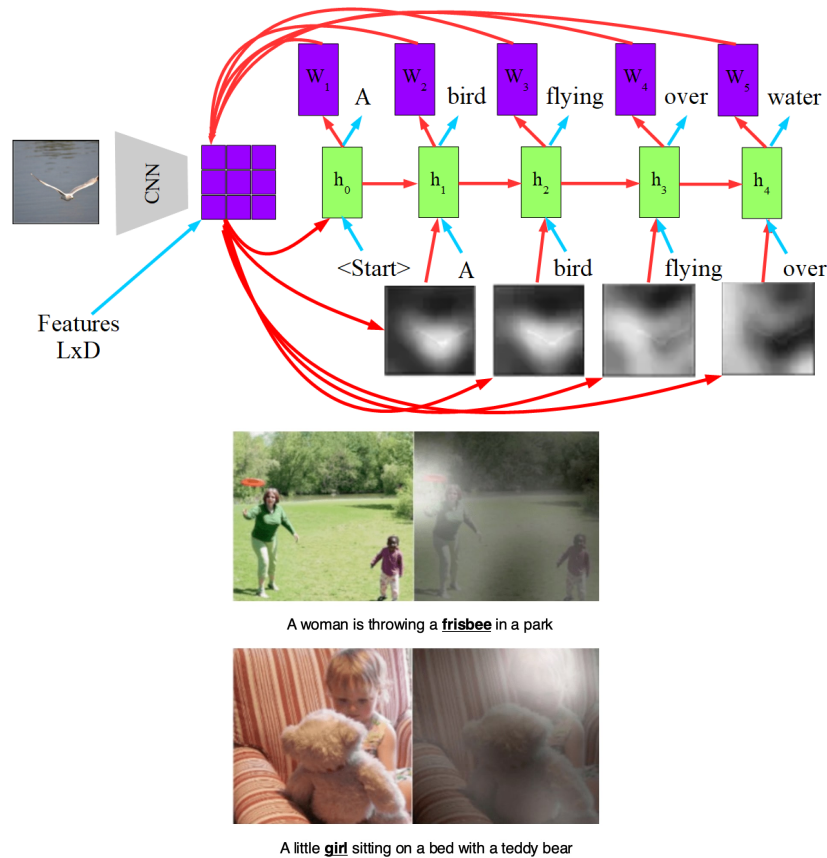 W1 W2 W3 W4 W5
A bird flying over water
CNN
h0 h1 h2 h3 h4
<Start> A bird flying over
Features
LxD
A woman is throwing a frisbee in a park
A little girl sitting on a bed with a teddy bear